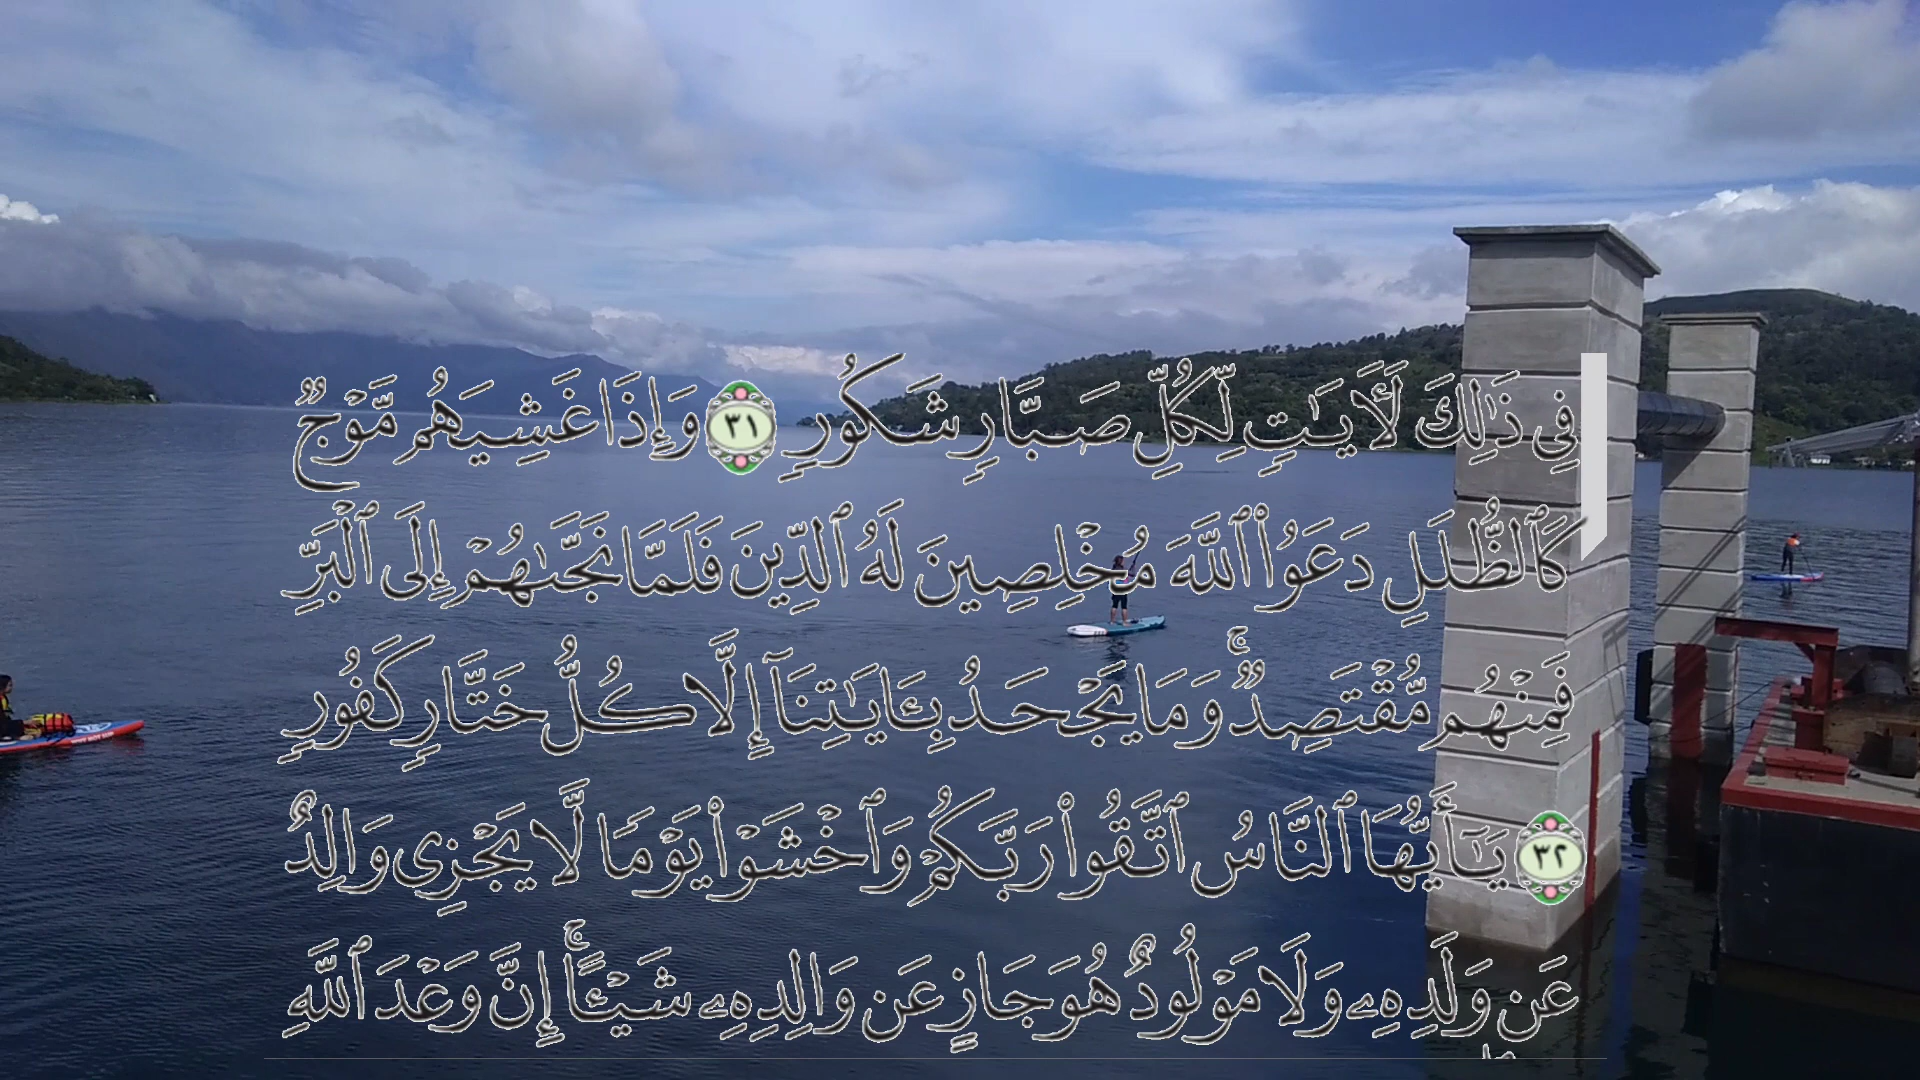 فِى ذَٰلِكَ لَـَٔايَـٰتٍ لِّكُلِّ صَبَّارٍ شَكُورٍ ٣١ وَإِذَا غَشِيَهُم مَّوْجٌ
كَٱلظُّلَلِ دَعَوُا۟ ٱللَّهَ مُخْلِصِينَ لَهُ ٱلدِّينَ فَلَمَّا نَجَّىٰهُمْ إِلَى ٱلْبَرِّ
فَمِنْهُم مُّقْتَصِدٌ ۚ وَمَا يَجْحَدُ بِـَٔايَـٰتِنَآ إِلَّا كُلُّ خَتَّارٍ كَفُورٍ
٣٢ يَـٰٓأَيُّهَا ٱلنَّاسُ ٱتَّقُوا۟ رَبَّكُمْ وَٱخْشَوْا۟ يَوْمًا لَّا يَجْزِى وَالِدٌ
عَن وَلَدِهِۦ وَلَا مَوْلُودٌ هُوَ جَازٍ عَن وَالِدِهِۦ شَيْـًٔا ۚ إِنَّ وَعْدَ ٱللَّهِ